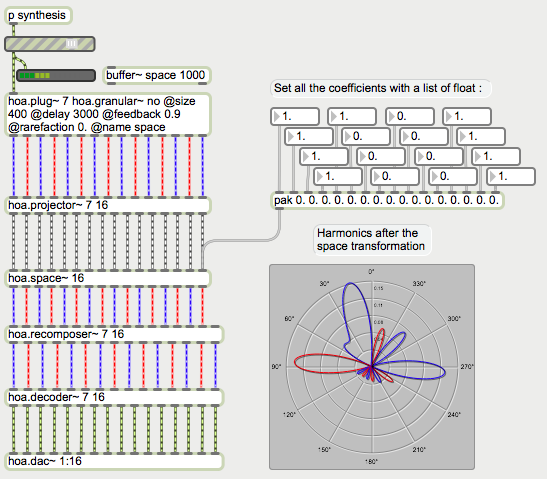 p synthesis
buffer~ space 1000
hoa.plug~ 7 hoa.granular~ no @size
400 @delay 3000 @feedback 0.9
@rarefaction 0. @name space
hoa.projector~ 7 16
hoa.space~ 16
hoa.recomposer~ 7 16
hoa.decoder~ 7 16
hoa.dac~ 1:16
Set all the coefficients with a list of float :
1. 1. 0. 1.
1. 0. 0. 1.
1. 0. 0. 1.
1. 0. 0. 1.
pak 0. 0. 0. 0. 0. 0. 0. 0. 0. 0. 0. 0. 0. 0. 0. 0.
Harmonics after the
space transformation
0°
30° 330°
60° 300°
90° 270°
120° 240°
150° 210°
180°
0.15
0.11